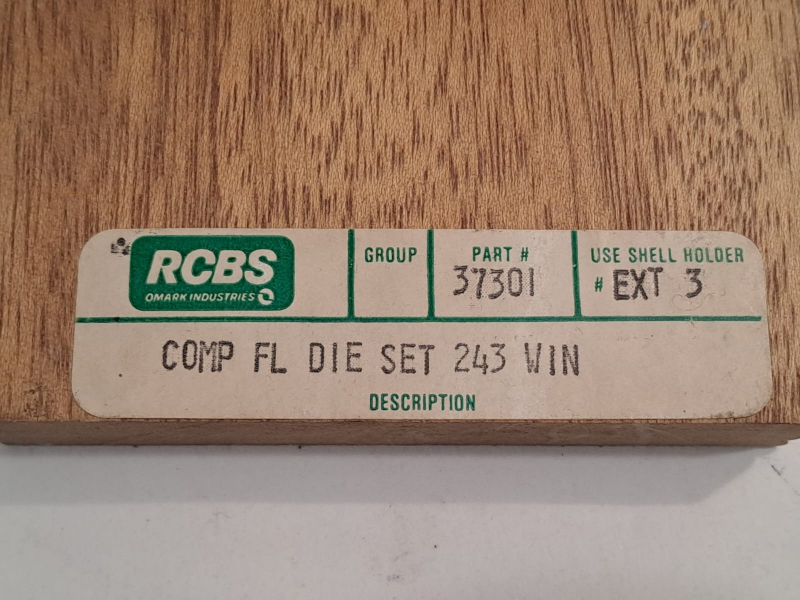 RCBS
OMARK INDUSTRIES
GROUP
PART #
37301
USE SHELL HOLDER
# EXT 3
COMP FL DIE SET 243 WIN
DESCRIPTION